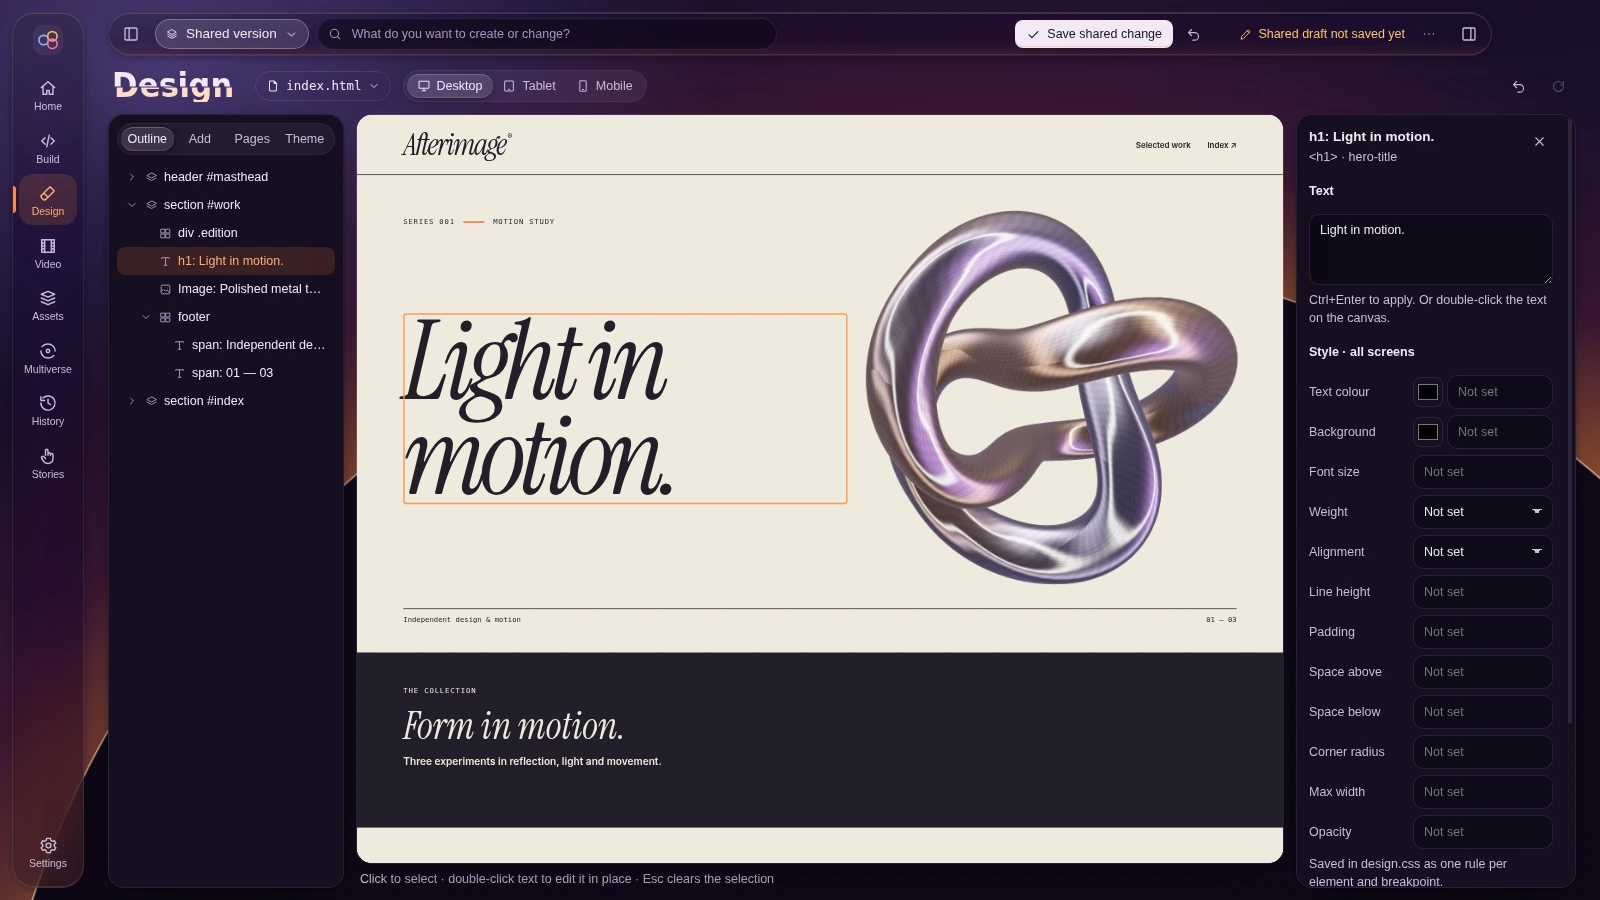 Shared version
What do you want to create or change?
Save shared change
Shared draft not saved yet
Home
Build
Design
Video
Assets
Multiverse
History
Stories
Settings
Design
index.html
Desktop
Tablet
Mobile
Outline
Add
Pages
Theme
header #masthead
section #work
div .edition
h1: Light in motion.
Image: Polished metal t…
footer
span: Independent de…
span: 01 — 03
section #index
Afterimage®
Selected work
Index ↗
SERIES 001 — MOTION STUDY
Light in
motion.
Independent design & motion
01 — 03
THE COLLECTION
Form in motion.
Three experiments in reflection, light and movement.
Click to select · double-click text to edit it in place · Esc clears the selection
h1: Light in motion.
<h1> · hero-title
Text
Light in motion.
Ctrl+Enter to apply. Or double-click the text
on the canvas.
Style · all screens
Text colour Not set
Background Not set
Font size Not set
Weight Not set
Alignment Not set
Line height Not set
Padding Not set
Space above Not set
Space below Not set
Corner radius Not set
Max width Not set
Opacity Not set
Saved in design.css as one rule per
element and breakpoint.